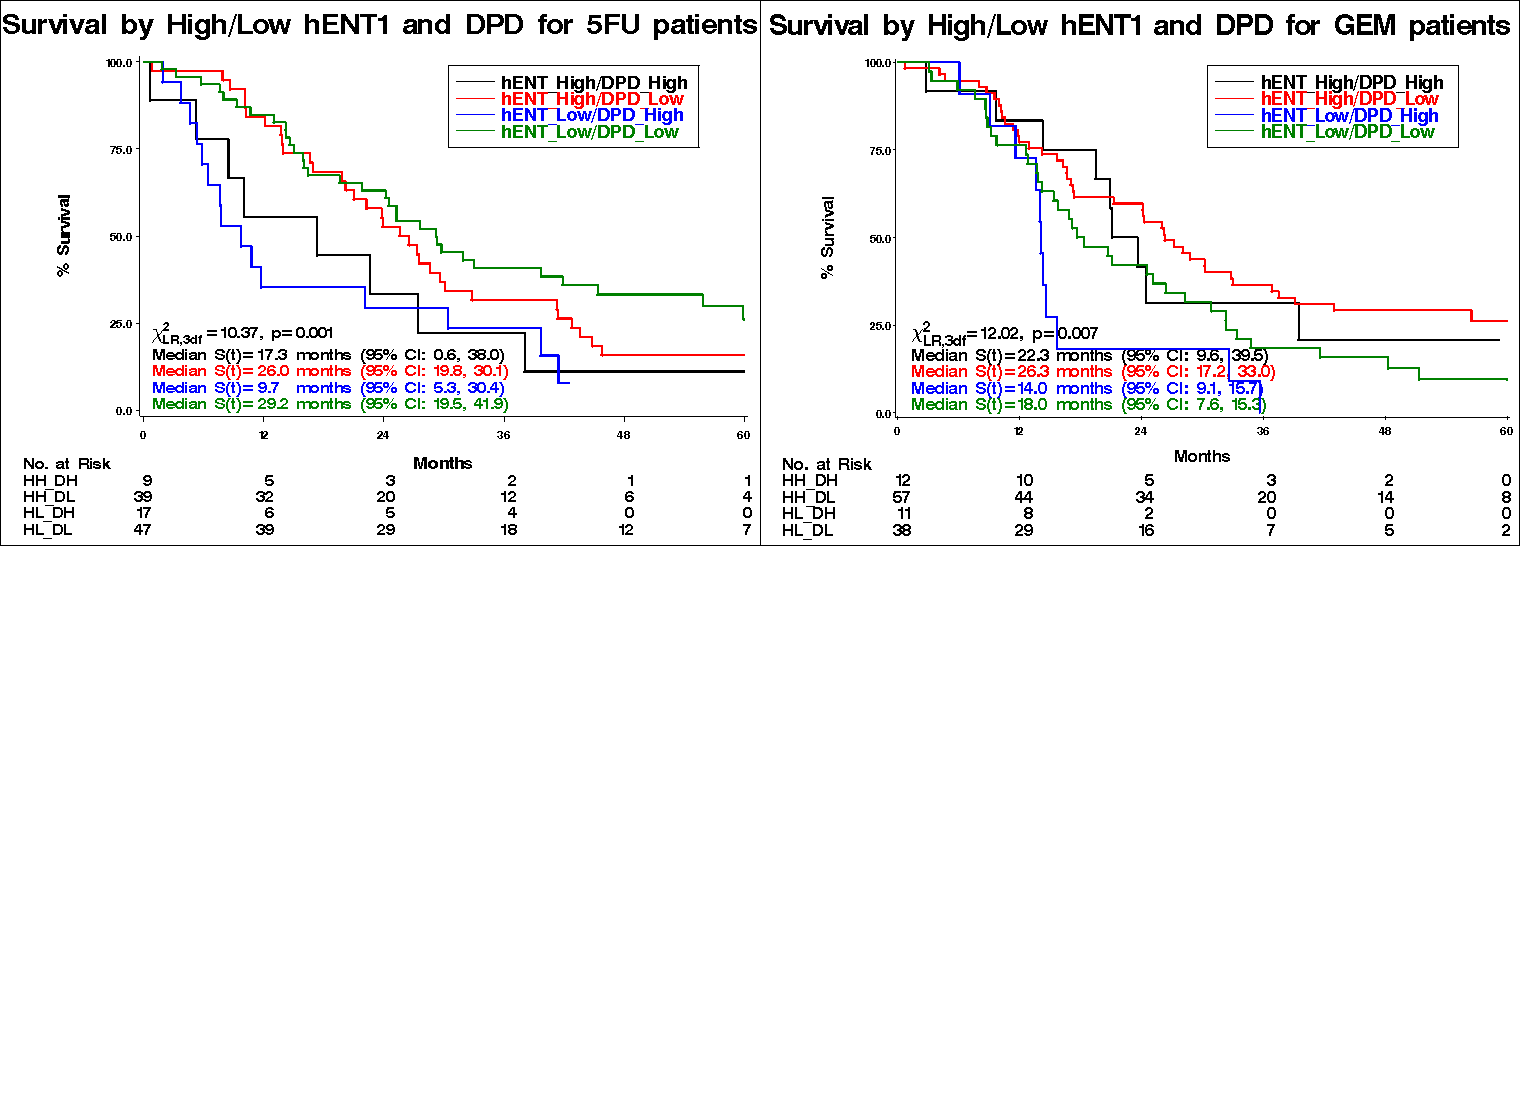 Survival by High/Low hENT1 and DPD for 5FU patients
100.0
75.0
50.0
25.0
0.0
% Survival
hENT_High/DPD_High
hENT_High/DPD_Low
hENT_Low/DPD_High
hENT_Low/DPD_Low
χ²LR,3df = 10.37, p=0.001
Median S(t)= 17.3 months (95% CI: 0.6, 38.0)
Median S(t)= 26.0 months (95% CI: 19.8, 30.1)
Median S(t)= 9.7 months (95% CI: 5.3, 30.4)
Median S(t)= 29.2 months (95% CI: 19.5, 41.9)
0 12 24 36 48 60
Months
No. at Risk
HH_DH 9 5 3 2 1 1
HH_DL 39 32 20 12 6 4
HL_DH 17 6 5 4 0 0
HL_DL 47 39 29 18 12 7
Survival by High/Low hENT1 and DPD for GEM patients
100.0
75.0
50.0
25.0
0.0
% Survival
hENT_High/DPD_High
hENT_High/DPD_Low
hENT_Low/DPD_High
hENT_Low/DPD_Low
χ²LR,3df= 12.02, p=0.007
Median S(t)= 22.3 months (95% CI: 9.6, 39.5)
Median S(t)= 26.3 months (95% CI: 17.2, 33.0)
Median S(t)= 14.0 months (95% CI: 9.1, 15.7)
Median S(t)= 18.0 months (95% CI: 7.6, 15.3)
0 12 24 36 48 60
Months
No. at Risk
HH_DH 12 10 5 3 2 0
HH_DL 57 44 34 20 14 8
HL_DH 11 8 2 0 0 0
HL_DL 38 29 16 7 5 2